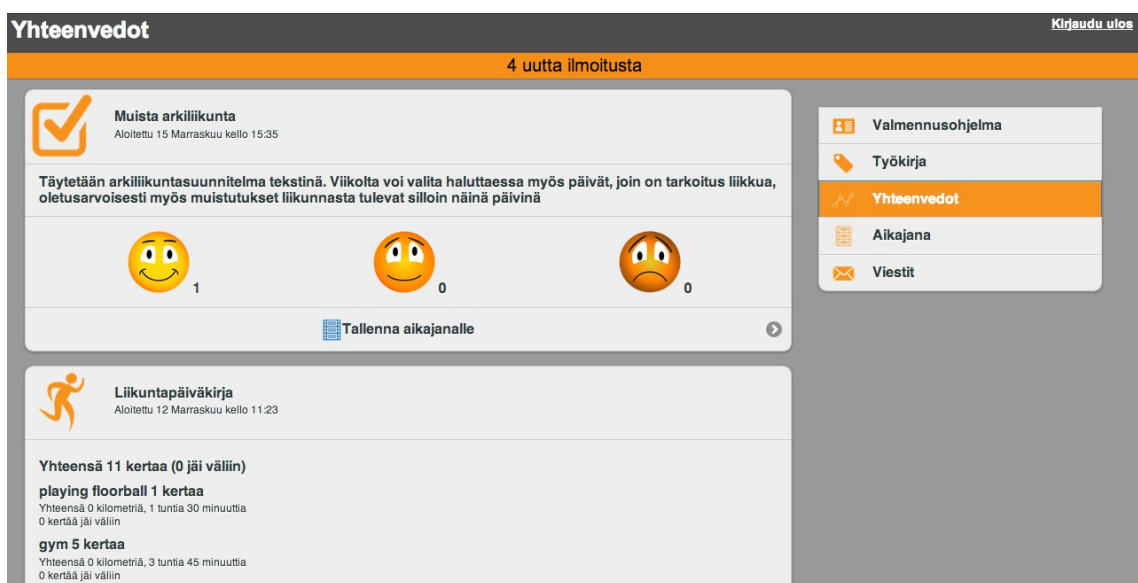 Yhteenvedot
Kirjaudu ulos
4 uutta ilmoitusta
Muista arkiliikunta
Aloitettu 15 Marraskuu kello 15:35
Täytetään arkiliikuntasuunnitelma tekstinä. Viikolta voi valita haluttaessa myös päivät, join on tarkoitus liikkua,
oletusarvoisesti myös muistutukset liikunnasta tulevat silloin näinä päivinä
1
0
0
Tallenna aikajanalle
Liikuntapäiväkirja
Aloitettu 12 Marraskuu kello 11:23
Yhteensä 11 kertaa (0 jäi väliin)
playing floorball 1 kertaa
Yhteensä 0 kilometriä, 1 tuntia 30 minuuttia
0 kertää jäi väliin
gym 5 kertaa
Yhteensä 0 kilometriä, 3 tuntia 45 minuuttia
0 kertää jäi väliin
Valmennusohjelma
Työkirja
Yhteenvedot
Aikajana
Viestit